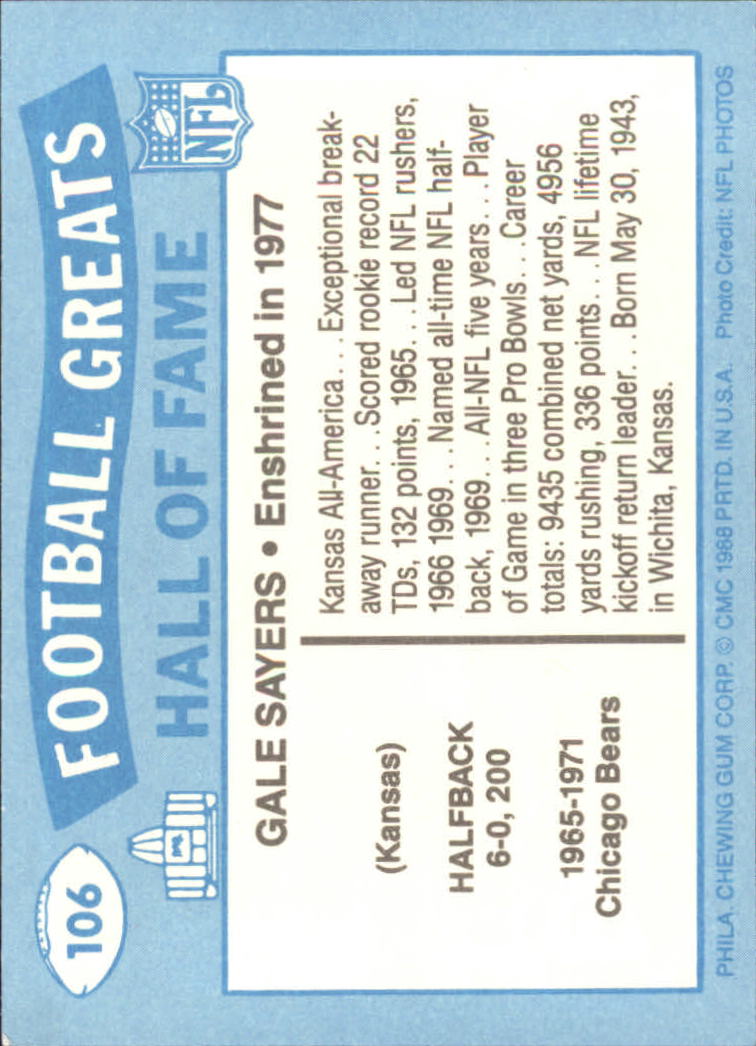 106
FOOTBALL GREATS
HALL OF FAME
NFL
GALE SAYERS • Enshrined in 1977
(Kansas)
HALFBACK
6-0, 200
1965-1971
Chicago Bears
Kansas All-America...Exceptional break-
away runner...Scored rookie record 22
TDs, 132 points, 1965...Led NFL rushers,
1966 1969...Named all-time NFL half-
back, 1969...All-NFL five years...Player
of Game in three Pro Bowls...Career
totals: 9435 combined net yards, 4956
yards rushing, 336 points...NFL lifetime
kickoff return leader...Born May 30, 1943,
in Wichita, Kansas.
PHILA. CHEWING GUM CORP. © CMC 1988 PRTD. IN U.S.A. Photo Credit: NFL PHOTOS